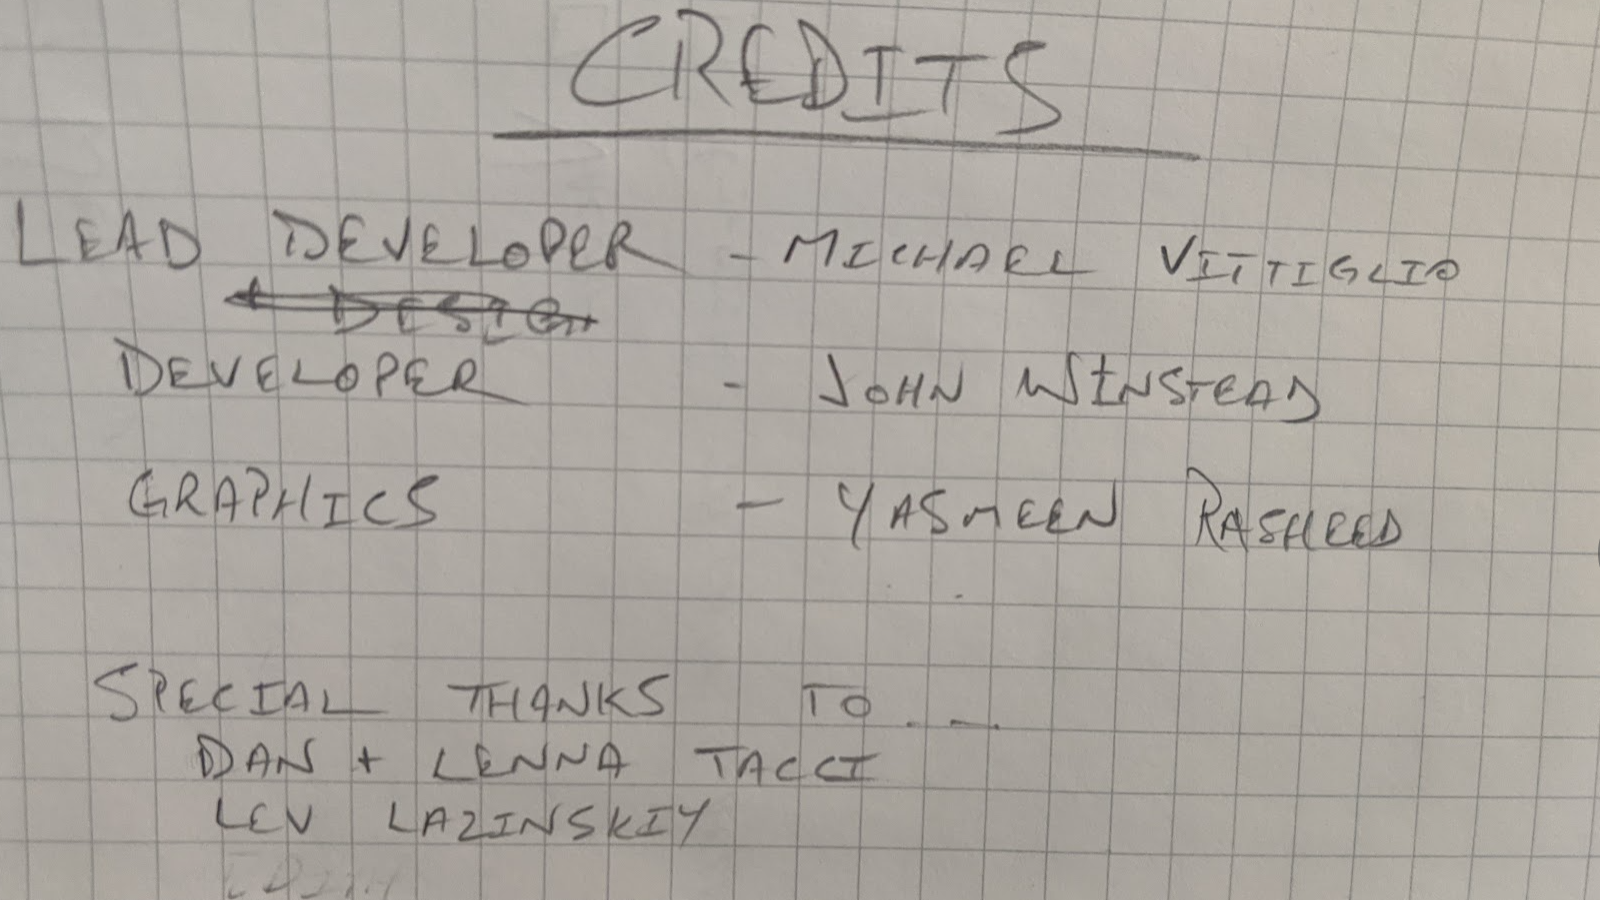 CREDITS
LEAD DEVELOPER - MICHAEL VITTIGLIO
+ DESIGN
DEVELOPER - JOHN WINSTEAD
GRAPHICS - YASMEEN RASHEED
SPECIAL THANKS TO ...
DAN + LENNA TACCI
LEV LAZINSKIY